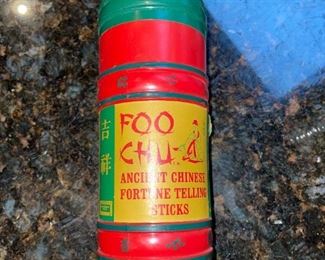 吉祥
FOO
CHU
ANCIENT CHINESE
FORTUNE TELLING
STICKS